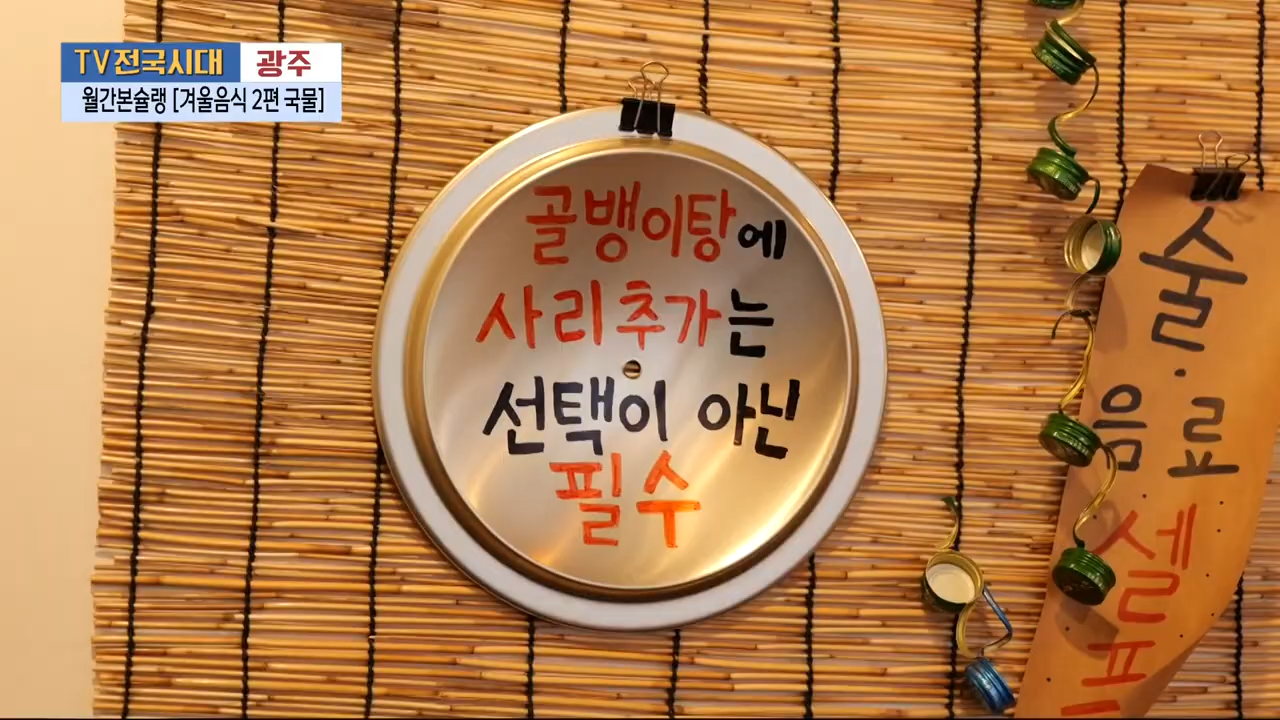 TV전국시대 광주
월간본슐랭 [겨울음식 2편 국물]
골뱅이탕에
사리추가는
선택이 아닌
필수
술·
음료
셀프